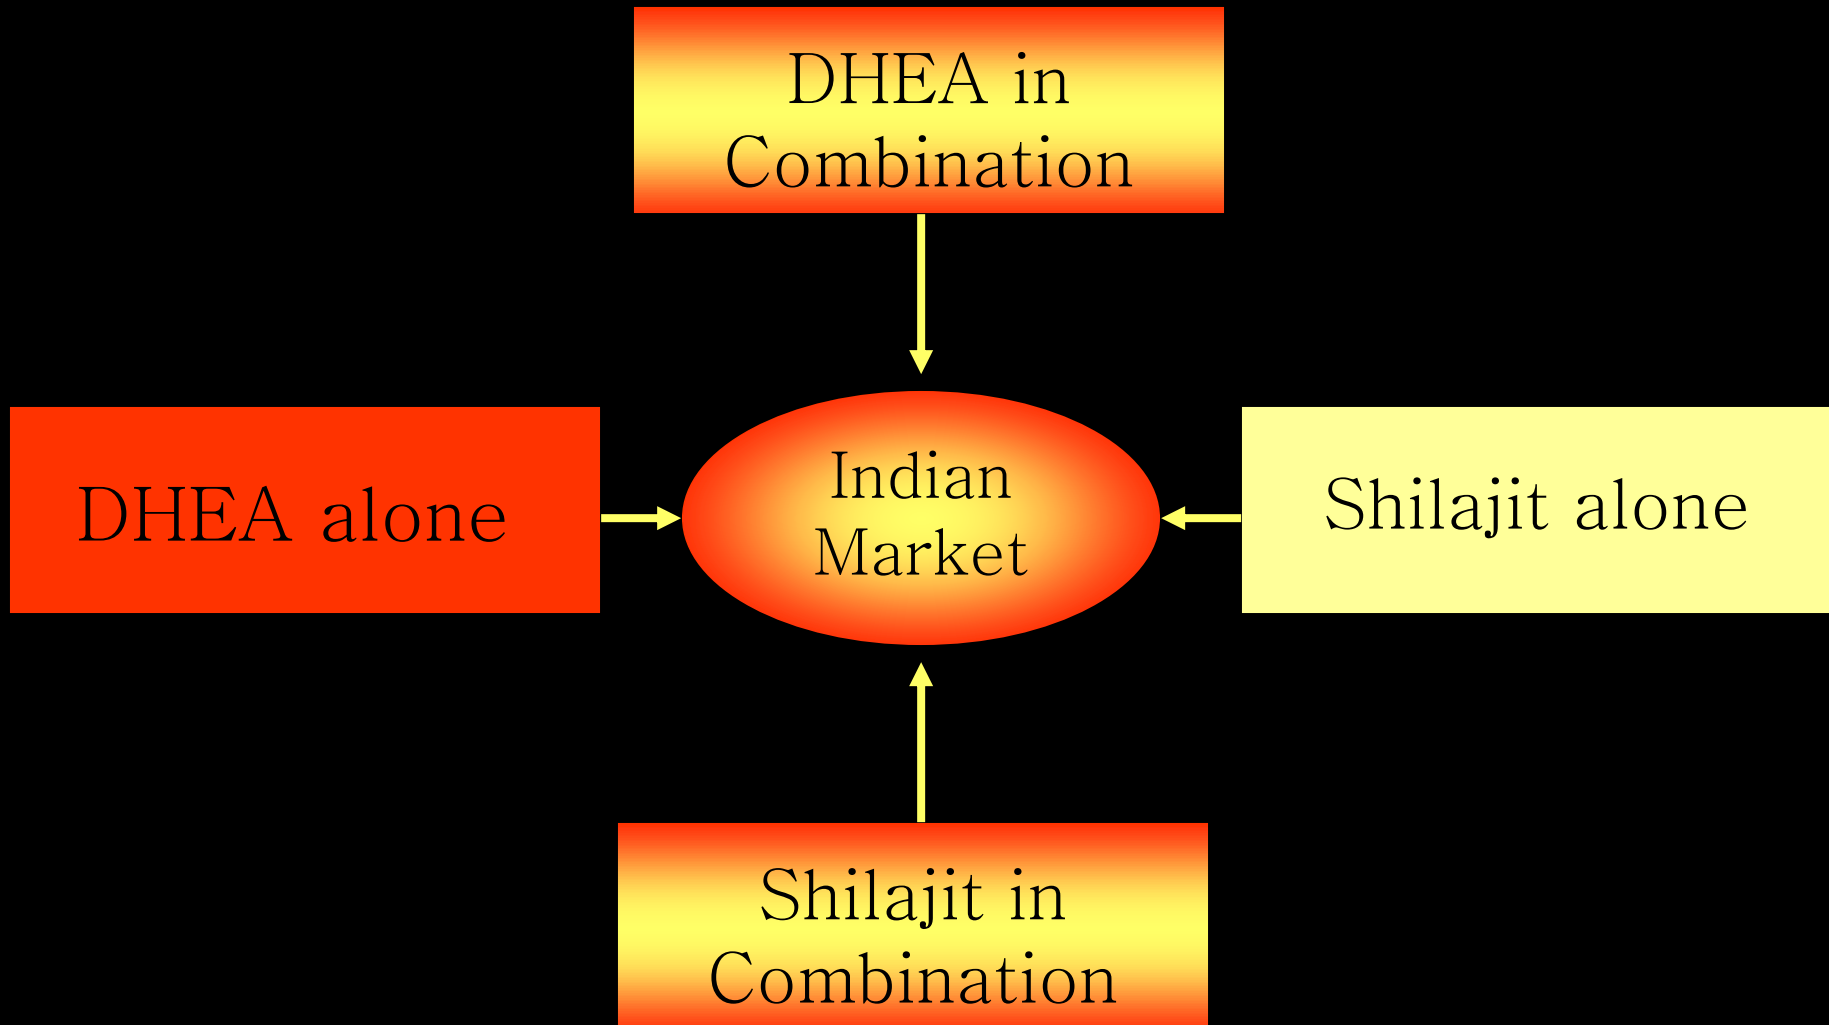 DHEA in
Combination
DHEA alone
Indian
Market
Shilajit alone
Shilajit in
Combination